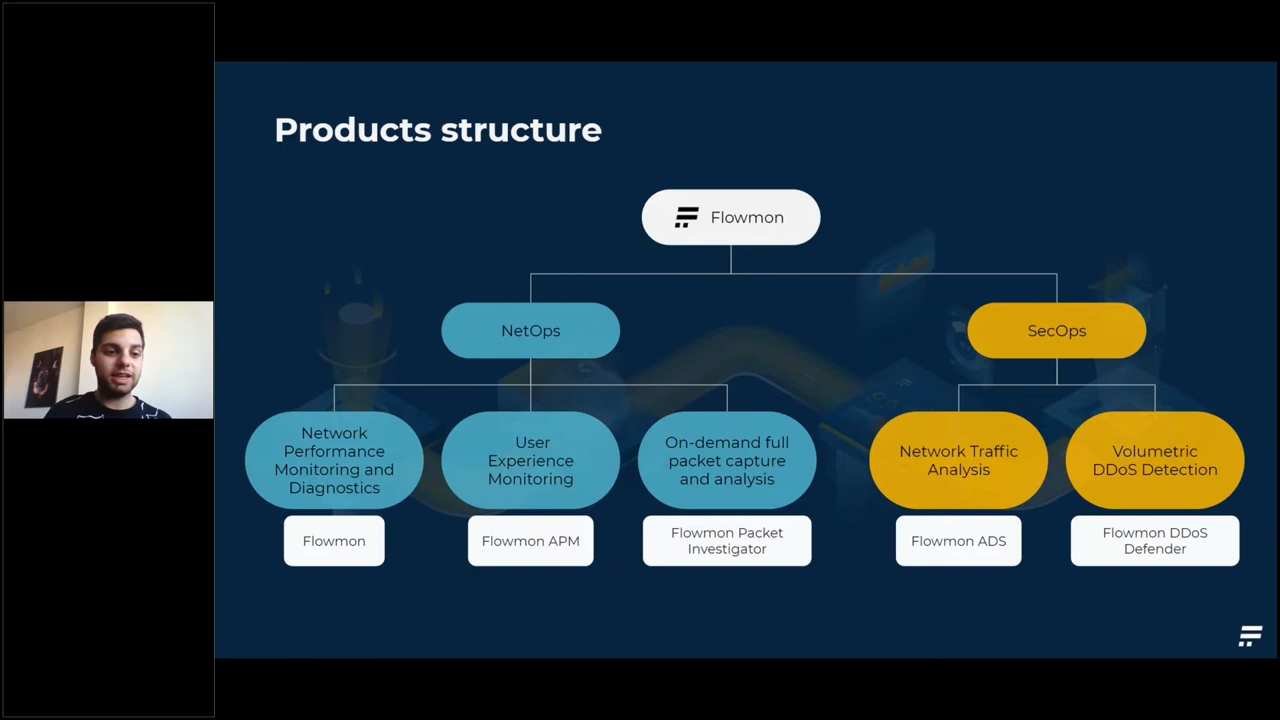 Products structure
Flowmon
NetOps
SecOps
Network
Performance
Monitoring and
Diagnostics
User
Experience
Monitoring
On-demand full
packet capture
and analysis
Network Traffic
Analysis
Volumetric
DDoS Detection
Flowmon
Flowmon APM
Flowmon Packet
Investigator
Flowmon ADS
Flowmon DDoS
Defender